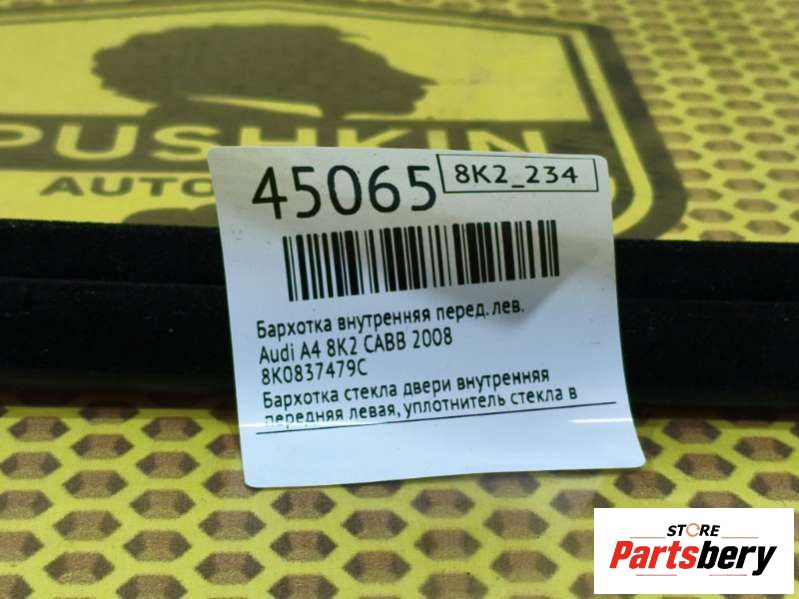 PUSHKIN
AUTO
45065
8K2_234
Бархотка внутренняя перед. лев.
Audi A4 8K2 CABB 2008
8K0837479C
Бархотка стекла двери внутренняя
передняя левая, уплотнитель стекла в
STORE
Partsbery